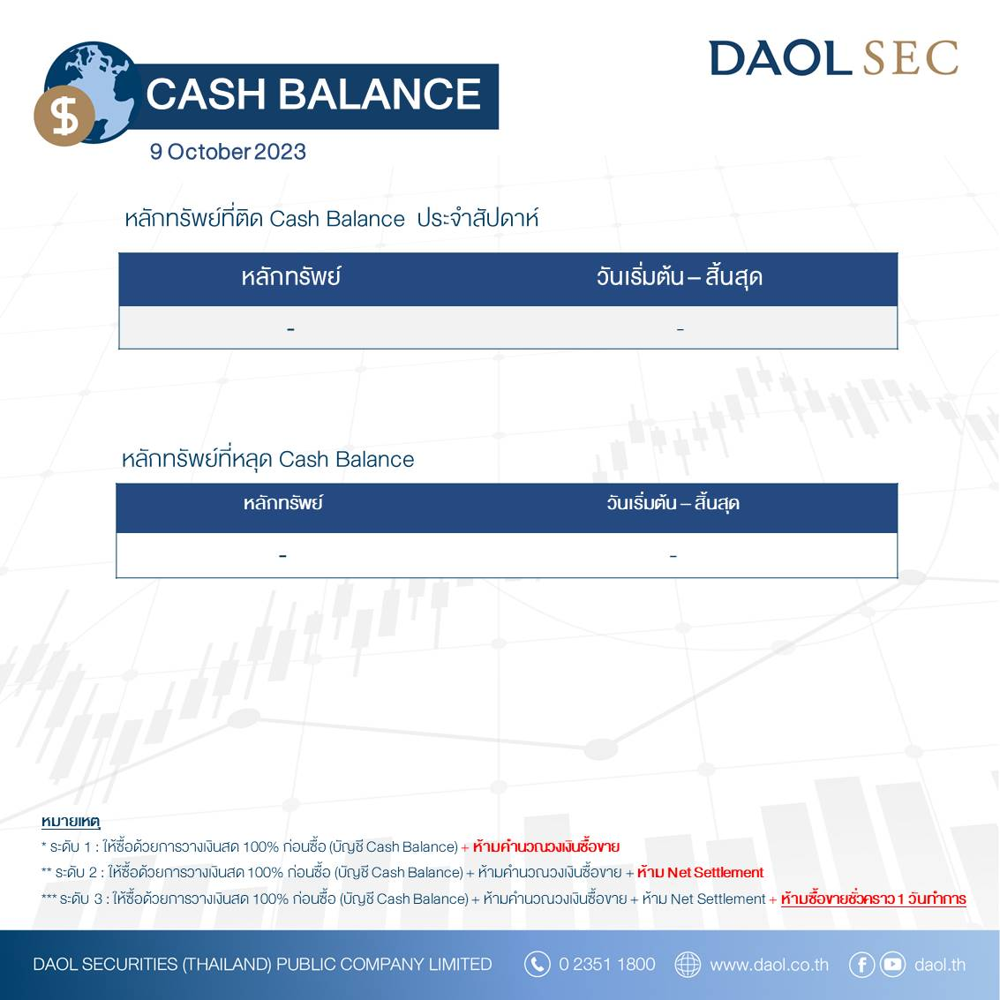 DAOL SEC
$
CASH BALANCE
9 October 2023
หลักทรัพย์ที่ติด Cash Balance ประจำสัปดาห์
หลักทรัพย์ วันเริ่มต้น – สิ้นสุด
- -
หลักทรัพย์ที่หลุด Cash Balance
หลักทรัพย์ วันเริ่มต้น – สิ้นสุด
- -
หมายเหตุ
* ระดับ 1 : ให้ซื้อด้วยการวางเงินสด 100% ก่อนซื้อ (บัญชี Cash Balance) + ห้ามคำนวณวงเงินซื้อขาย
** ระดับ 2 : ให้ซื้อด้วยการวางเงินสด 100% ก่อนซื้อ (บัญชี Cash Balance) + ห้ามคำนวณวงเงินซื้อขาย + ห้าม Net Settlement
*** ระดับ 3 : ให้ซื้อด้วยการวางเงินสด 100% ก่อนซื้อ (บัญชี Cash Balance) + ห้ามคำนวณวงเงินซื้อขาย + ห้าม Net Settlement + ห้ามซื้อขายชั่วคราว 1 วันทำการ
DAOL SECURITIES (THAILAND) PUBLIC COMPANY LIMITED 0 2351 1800 www.daol.co.th daol.th